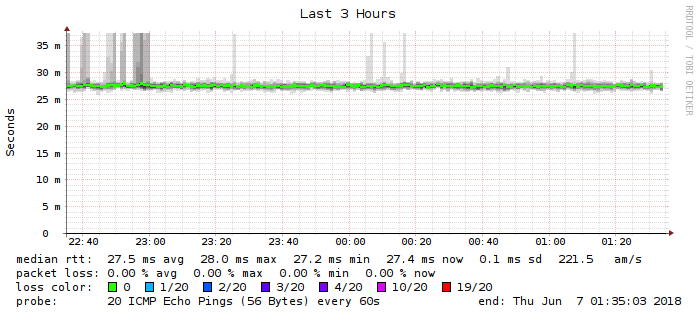 Last 3 Hours
RRDTOOL / TOBI OETIKER
Seconds
35 m
30 m
25 m
20 m
15 m
10 m
5 m
0
22:40 23:00 23:20 23:40 00:00 00:20 00:40 01:00 01:20
median rtt: 27.5 ms avg 28.0 ms max 27.2 ms min 27.4 ms now 0.1 ms sd 221.5 am/s
packet loss: 0.00 % avg 0.00 % max 0.00 % min 0.00 % now
loss color: 0 1/20 2/20 3/20 4/20 10/20 19/20
probe: 20 ICMP Echo Pings (56 Bytes) every 60s end: Thu Jun 7 01:35:03 2018